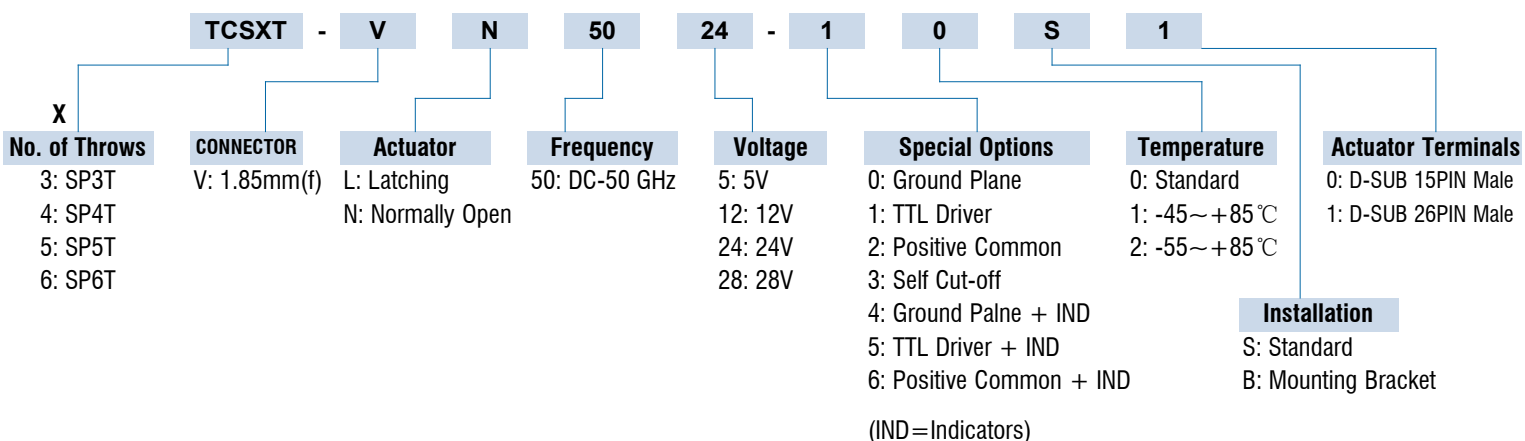 TCSXT - V N 50 24 - 1 0 S 1
X
No. of Throws
3: SP3T
4: SP4T
5: SP5T
6: SP6T
CONNECTOR
V: 1.85mm(f)
Actuator
L: Latching
N: Normally Open
Frequency
50: DC-50 GHz
Voltage
5: 5V
12: 12V
24: 24V
28: 28V
Special Options
0: Ground Plane
1: TTL Driver
2: Positive Common
3: Self Cut-off
4: Ground Palne + IND
5: TTL Driver + IND
6: Positive Common + IND
(IND=Indicators)
Temperature
0: Standard
1: -45~+85℃
2: -55~+85℃
Installation
S: Standard
B: Mounting Bracket
Actuator Terminals
0: D-SUB 15PIN Male
1: D-SUB 26PIN Male